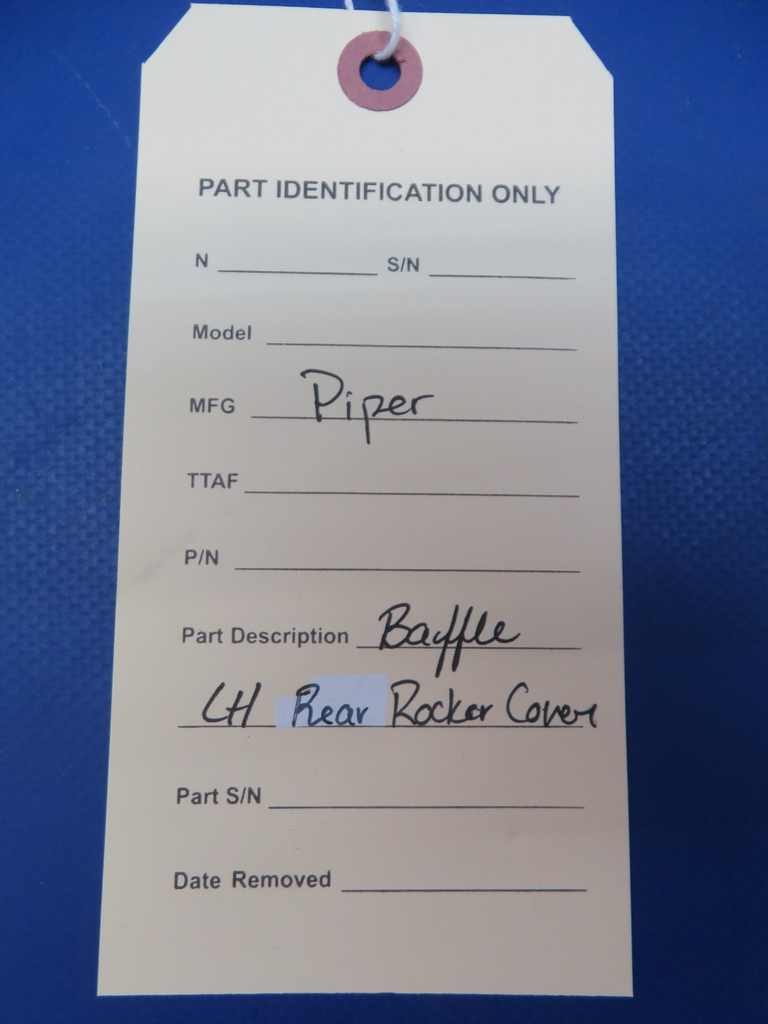 PART IDENTIFICATION ONLY
N S/N
Model
MFG Piper
TTAF
P/N
Part Description Baffle
LH Rear Rocker Cover
Part S/N
Date Removed